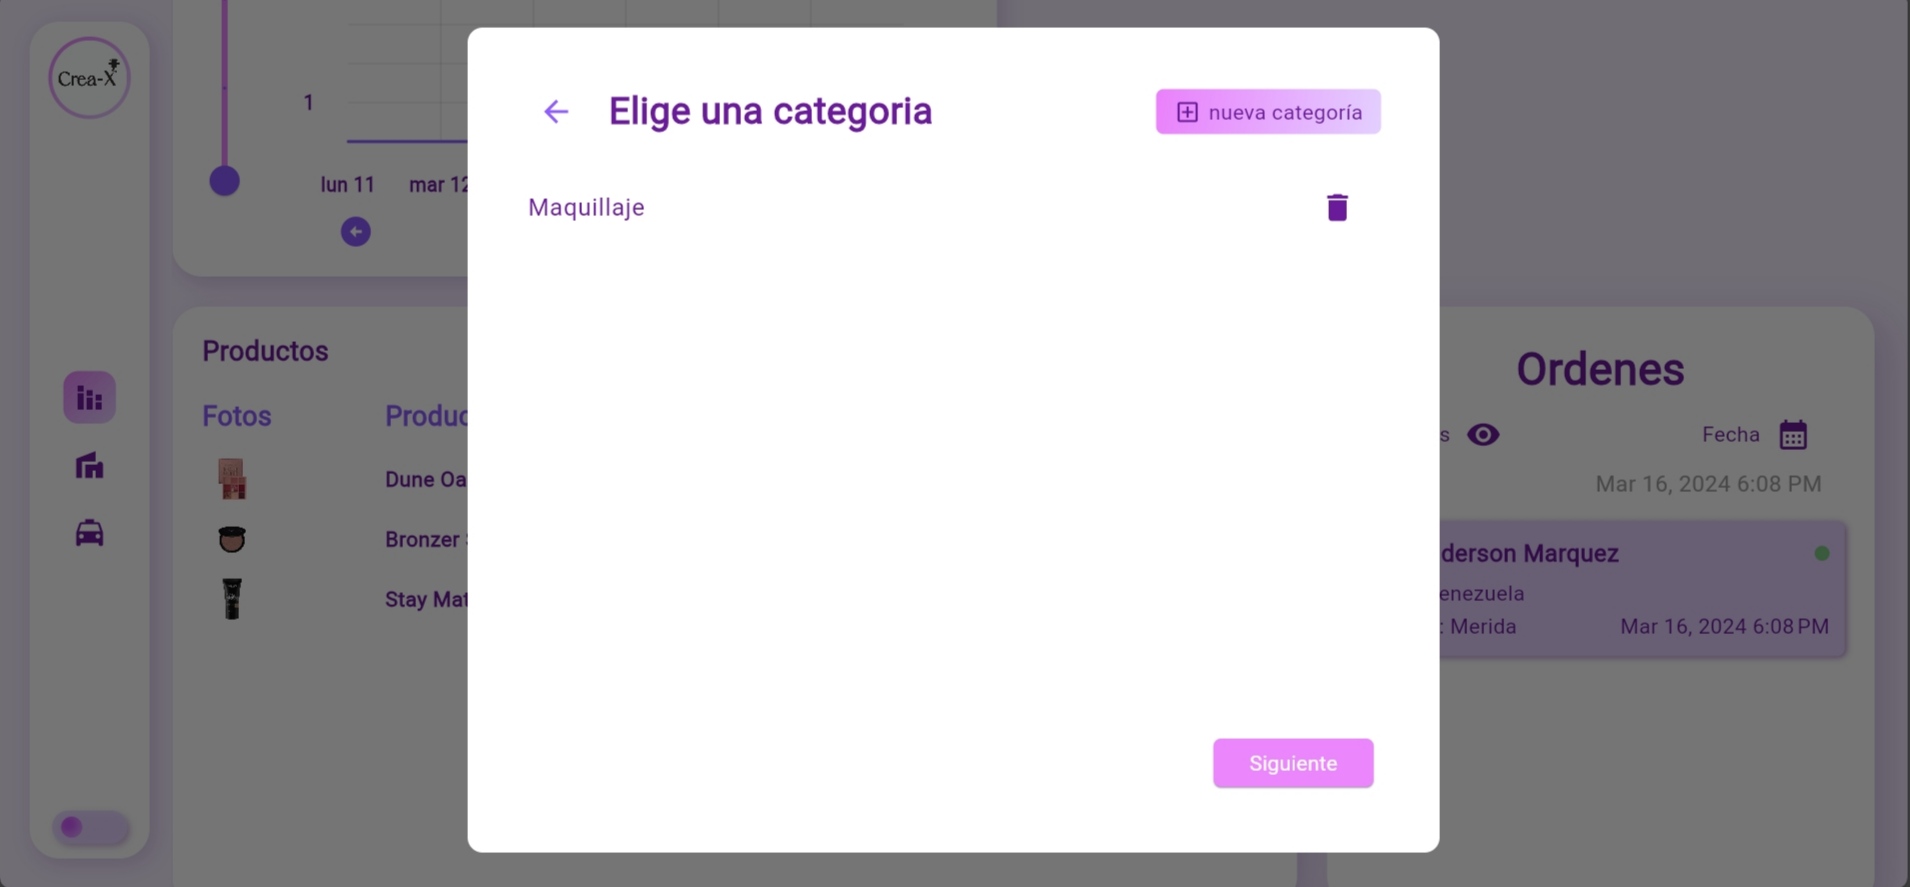 Crea-X
1
lun 11
mar 12
Elige una categoria
nueva categoría
Maquillaje
Siguiente
Productos
Fotos
Produc
Dune Oa
Bronzer
Stay Mat
Ordenes
s
Fecha
Mar 16, 2024 6:08 PM
derson Marquez
enezuela
: Merida
Mar 16, 2024 6:08 PM